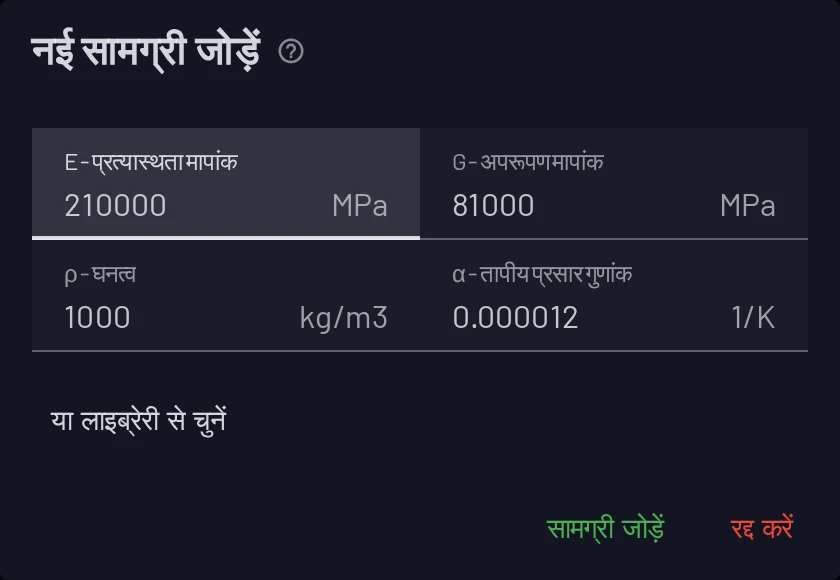 नई सामग्री जोड़ें
E - प्रत्यास्थता मापांक
210000 MPa
G - अपरूपण मापांक
81000 MPa
ρ - घनत्व
1000 kg/m3
α - तापीय प्रसार गुणांक
0.000012 1/K
या लाइब्रेरी से चुनें
सामग्री जोड़ें
रद्द करें